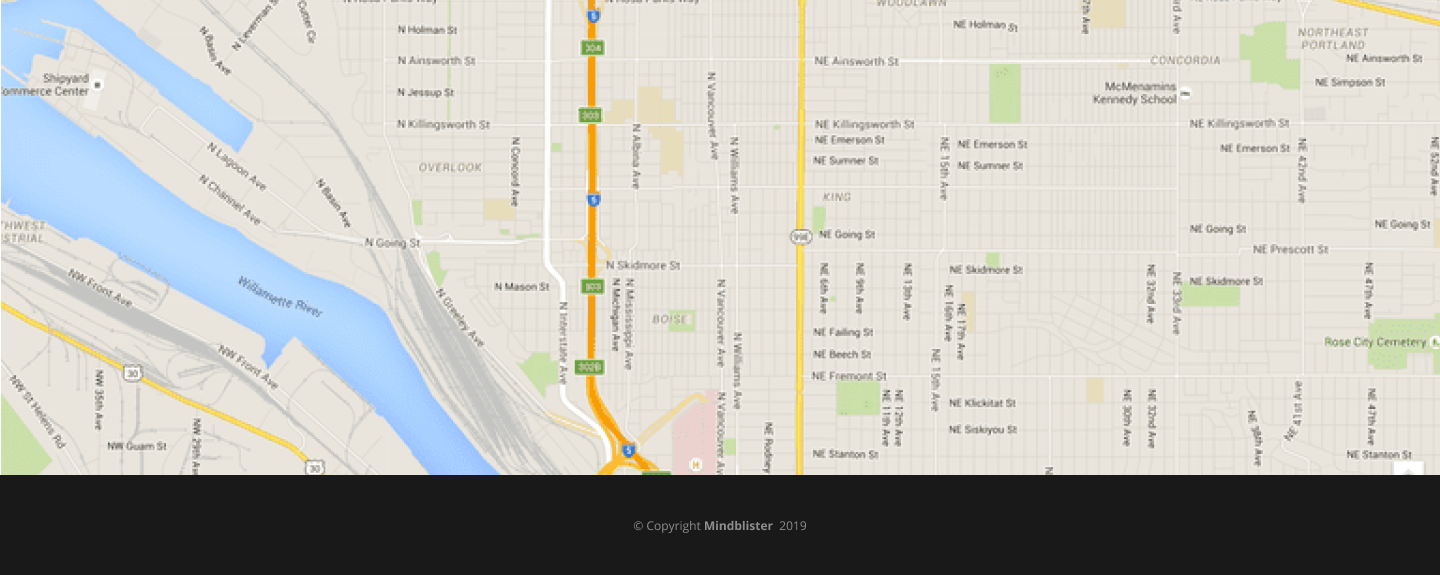 N Rosa Parks Way
N Rosa Parks Way
WOODLAWN
5
N Holman St
NE Holman St
NORTHEAST
PORTLAND
N Leverman St
Cutter Cir
N Basin Ave
304
N Ainsworth St
NE Ainsworth St
CONCORDIA
NE Ainsworth St
Shipyard
Commerce Center
N Jessup St
McMenamins
Kennedy School
NE Simpson St
N Vancouver Ave
303
N Killingsworth St
NE Killingsworth St
NE Killingsworth St
N Concord Ave
N Albina Ave
N Williams Ave
NE Emerson St
NE Emerson St
NE Emerson St
NE 15th Ave
NE 42nd Ave
NE 52nd Ave
N Lagoon Ave
OVERLOOK
NE Sumner St
NE Sumner St
N Channel Ave
N Basin Ave
5
KING
N Going St
99E
NE Going St
NE Going St
NE Going St
NE Prescott St
N Skidmore St
NE Skidmore St
NE Skidmore St
NW Front Ave
Willamette River
N Mason St
303
N Greeley Ave
N Interstate Ave
N Michigan Ave
N Mississippi Ave
BOISE
N Vancouver Ave
N Williams Ave
NE 6th Ave
NE 9th Ave
NE 13th Ave
NE 16th Ave
NE 17th Ave
NE 32nd Ave
NE 33rd Ave
NE 47th Ave
NE Failing St
Rose City Cemetery
NE Beech St
NW Front Ave
302B
30
NE Fremont St
NE 15th Ave
NW St Helens Rd
NW 35th Ave
NW 29th Ave
NE 11th Ave
NE 12th Ave
NE Klickitat St
NE 30th Ave
NE 32nd Ave
NE 38th Ave
NE 41st Ave
NE 47th Ave
N Vancouver Ave
NE Rodney
NE Siskiyou St
NW Guam St
5
NE Stanton St
NE Stanton St
30
H
© Copyright Mindblister 2019